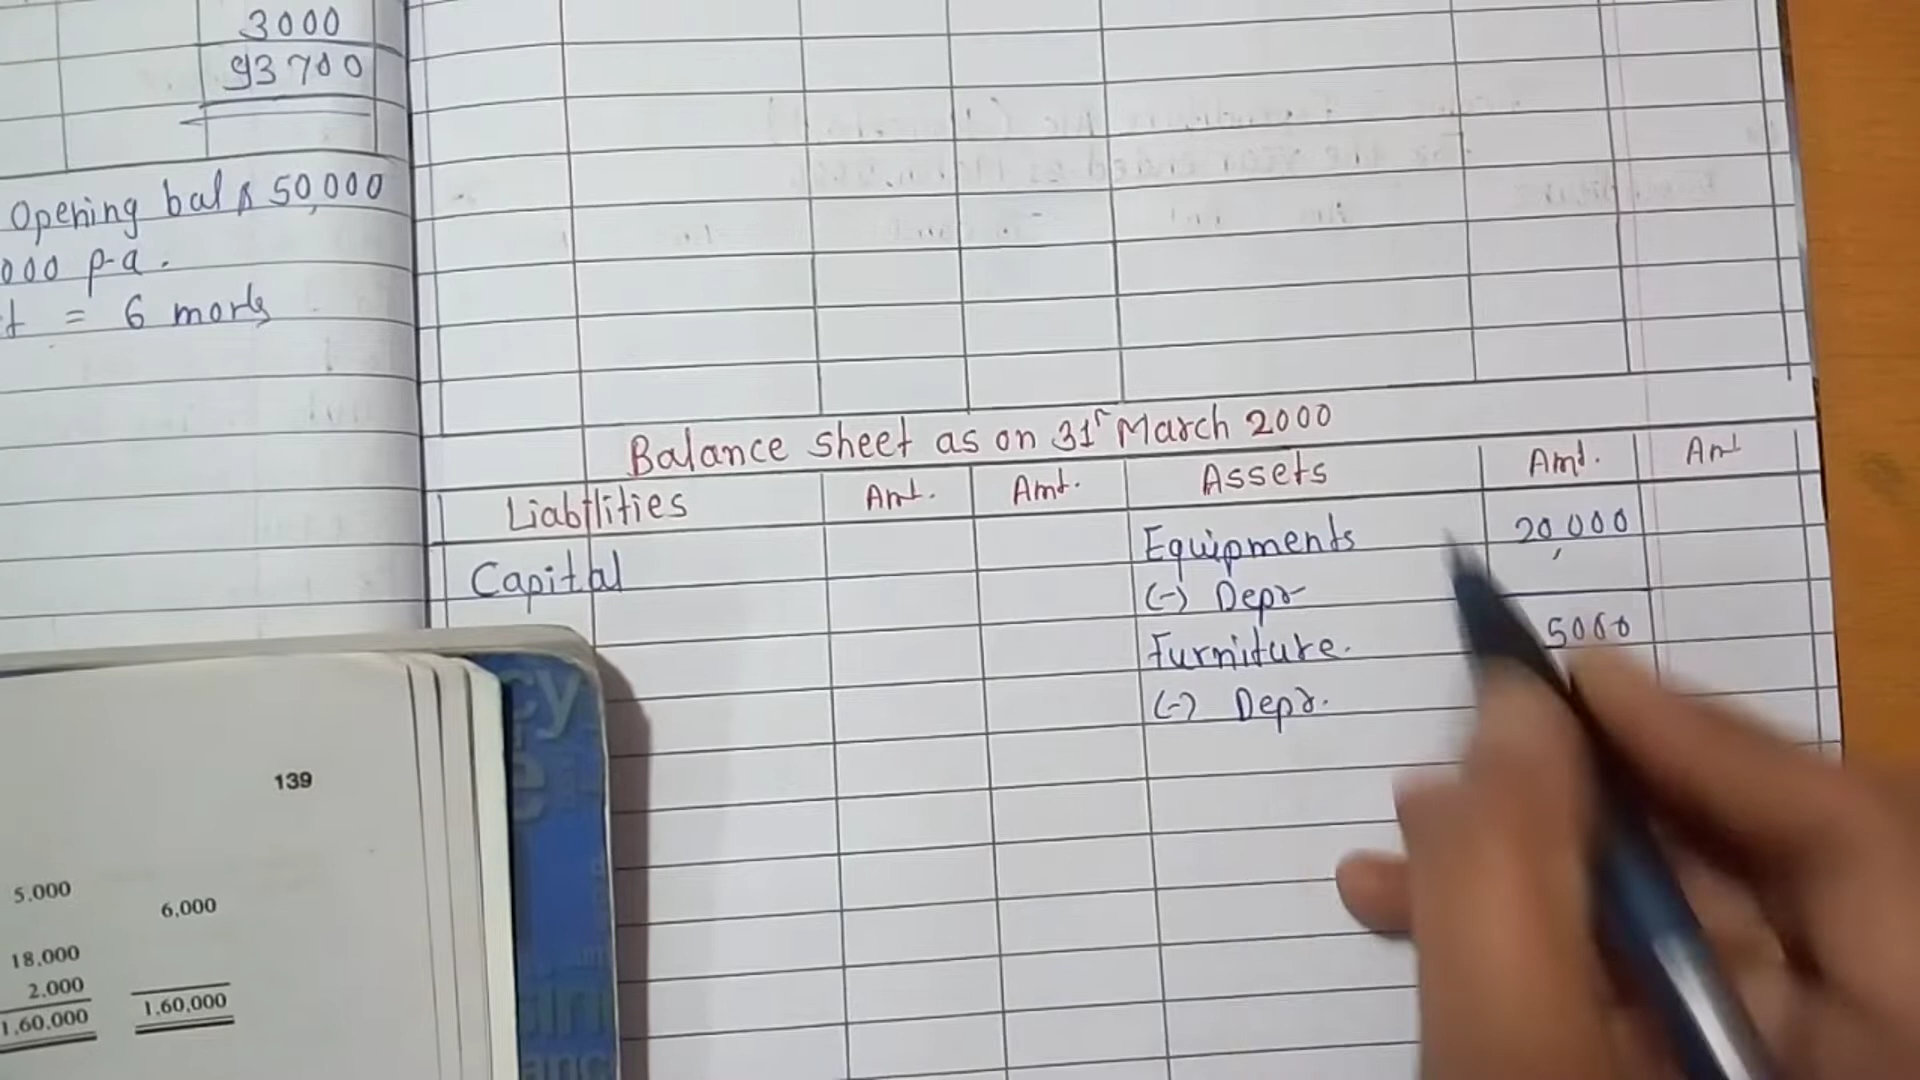 3000
93700
Opening bal 50,000
000 p-a.
= 6 mark
Balance sheet as on 31st March 2000
Liabilities Amt. Amt. Assets Amt. Amt
Capital Equipments 20,000
(-) Depr
Furniture. 5000
(-) Depr.
139
5,000 6,000
18,000
2,000
1,60,000 1,60,000